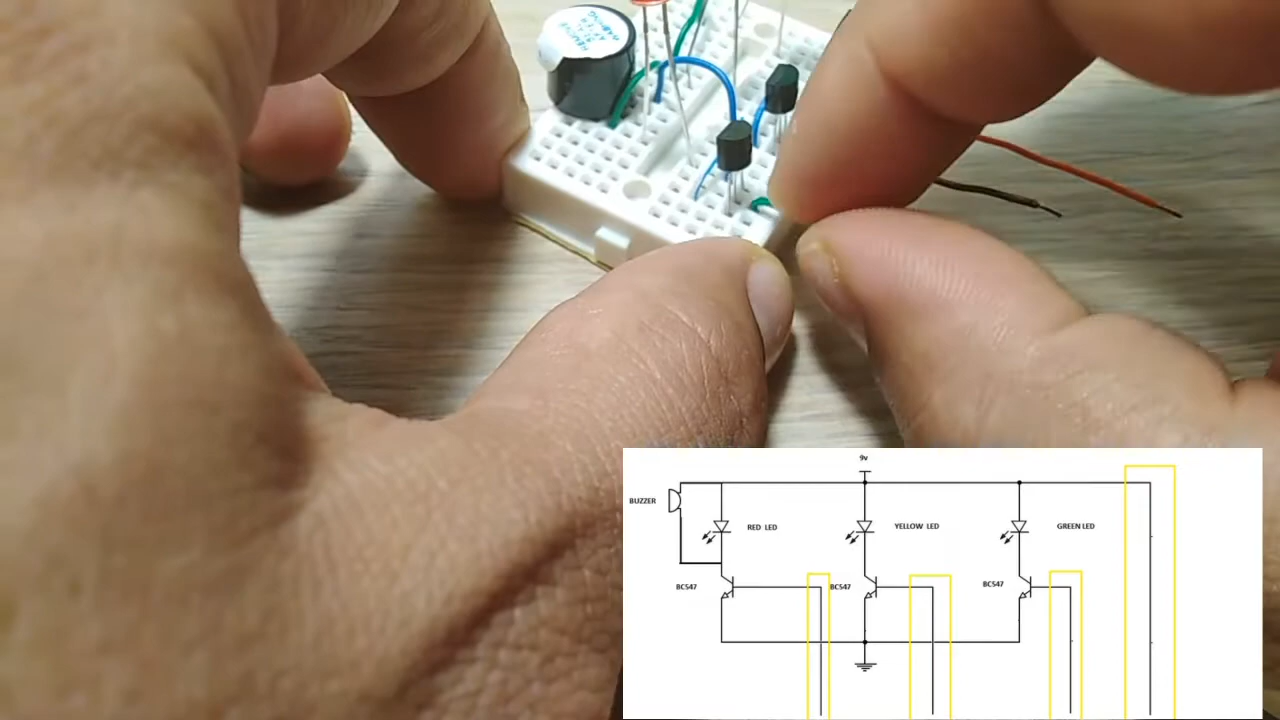 9v
BUZZER
RED LED
YELLOW LED
GREEN LED
BC547
BC547
BC547